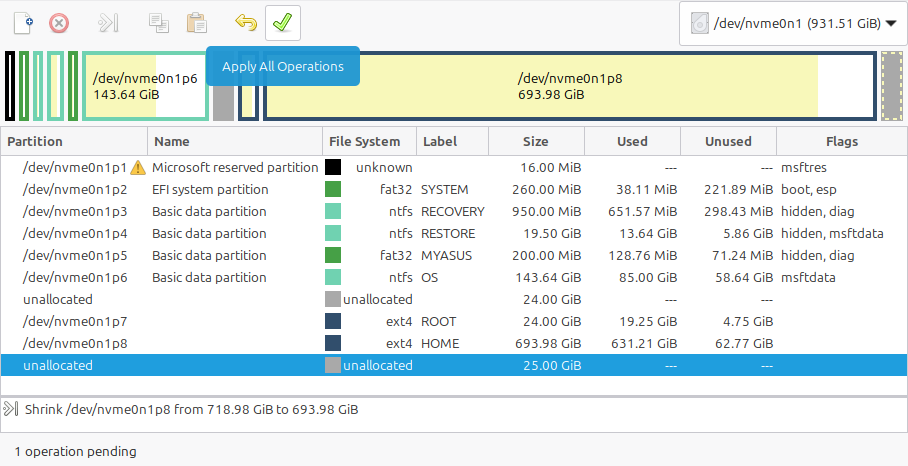 /dev/nvme0n1 (931.51 GiB)
Apply All Operations
/dev/nvme0n1p6
143.64 GiB
/dev/nvme0n1p8
693.98 GiB
Partition Name File System Label Size Used Unused Flags
/dev/nvme0n1p1 Microsoft reserved partition unknown 16.00 MiB --- --- msftres
/dev/nvme0n1p2 EFI system partition fat32 SYSTEM 260.00 MiB 38.11 MiB 221.89 MiB boot, esp
/dev/nvme0n1p3 Basic data partition ntfs RECOVERY 950.00 MiB 651.57 MiB 298.43 MiB hidden, diag
/dev/nvme0n1p4 Basic data partition ntfs RESTORE 19.50 GiB 13.64 GiB 5.86 GiB hidden, msftdata
/dev/nvme0n1p5 Basic data partition fat32 MYASUS 200.00 MiB 128.76 MiB 71.24 MiB hidden, diag
/dev/nvme0n1p6 Basic data partition ntfs OS 143.64 GiB 85.00 GiB 58.64 GiB msftdata
unallocated unallocated 24.00 GiB --- ---
/dev/nvme0n1p7 ext4 ROOT 24.00 GiB 19.25 GiB 4.75 GiB
/dev/nvme0n1p8 ext4 HOME 693.98 GiB 631.21 GiB 62.77 GiB
unallocated unallocated 25.00 GiB --- ---
Shrink /dev/nvme0n1p8 from 718.98 GiB to 693.98 GiB
1 operation pending